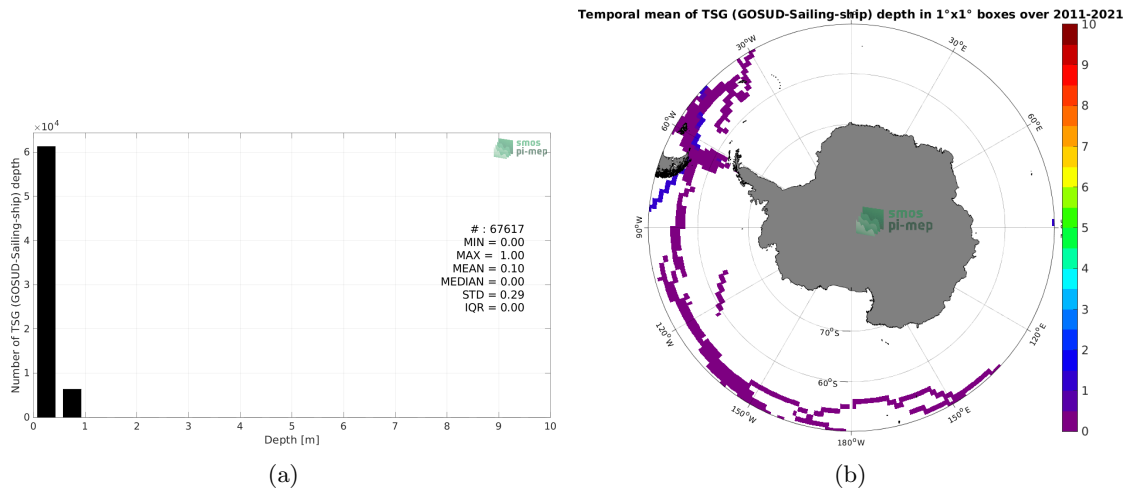 ×10⁴
6
5
4
3
2
1
0
Number of TSG (GOSUD-Sailing-ship) depth
smos
pi-mep
# : 67617
MIN = 0.00
MAX = 1.00
MEAN = 0.10
MEDIAN = 0.00
STD = 0.29
IQR = 0.00
0 1 2 3 4 5 6 7 8 9 10
Depth [m]
(a)
Temporal mean of TSG (GOSUD-Sailing-ship) depth in 1°x1° boxes over 2011-2021
30°W
30°E
60°W
60°E
90°W
smos
pi-mep
120°W
120°E
70°S
60°S
150°W
150°E
180°W
10
9
8
7
6
5
4
3
2
1
0
(b)